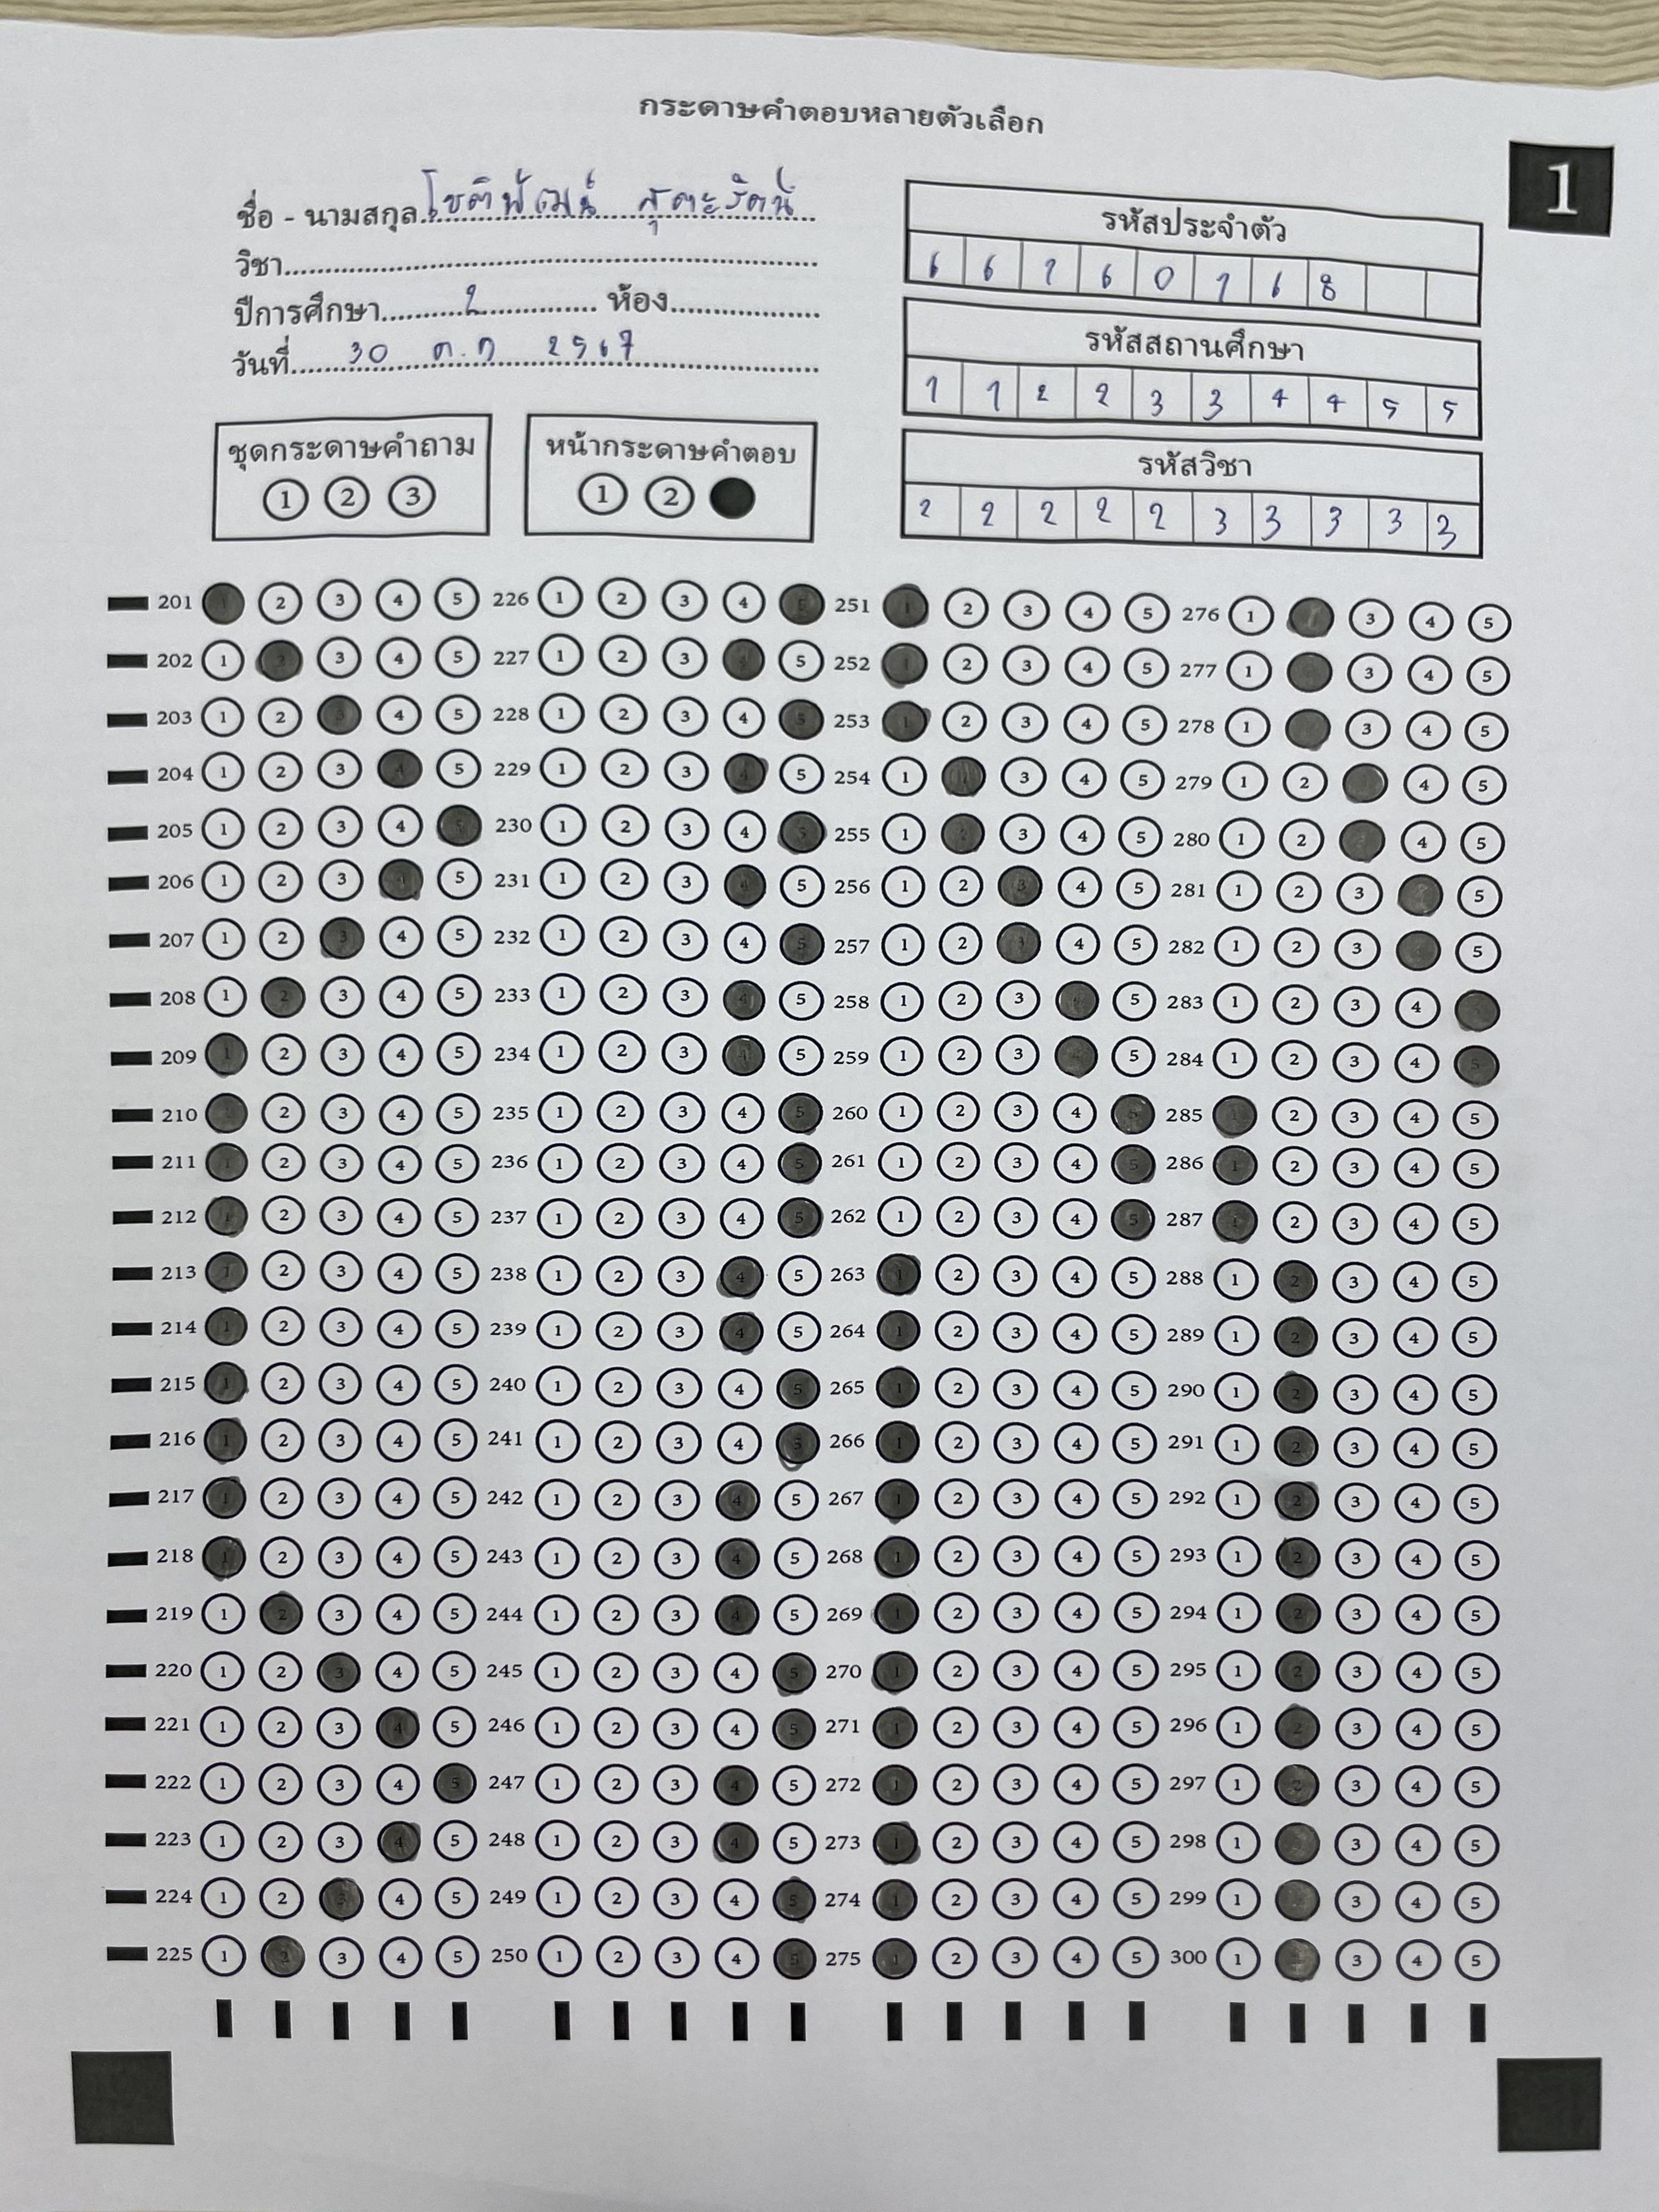 กระดาษคำตอบหลายตัวเลือก
1
ชื่อ - นามสกุล โชติพัฒน์
วิชา
ปีการศึกษา 2 ห้อง
วันที่ 30 ต.ค 2567
รหัสประจำตัว
6 6 1 6 0 1 6 8
รหัสสถานศึกษา
1 1 2 2 3 3 4 4 5 5
รหัสวิชา
2 2 2 2 2 3 3 3 3 3
ชุดกระดาษคำถาม
1 2 3
หน้ากระดาษคำตอบ
1 2
201 1 2 3 4 5 226 1 2 3 4 5 251 1 2 3 4 5 276 1 2 3 4 5
202 1 2 3 4 5 227 1 2 3 4 5 252 1 2 3 4 5 277 1 2 3 4 5
203 1 2 3 4 5 228 1 2 3 4 5 253 1 2 3 4 5 278 1 2 3 4 5
204 1 2 3 4 5 229 1 2 3 4 5 254 1 2 3 4 5 279 1 2 3 4 5
205 1 2 3 4 5 230 1 2 3 4 5 255 1 2 3 4 5 280 1 2 3 4 5
206 1 2 3 4 5 231 1 2 3 4 5 256 1 2 3 4 5 281 1 2 3 4 5
207 1 2 3 4 5 232 1 2 3 4 5 257 1 2 3 4 5 282 1 2 3 4 5
208 1 2 3 4 5 233 1 2 3 4 5 258 1 2 3 4 5 283 1 2 3 4 5
209 1 2 3 4 5 234 1 2 3 4 5 259 1 2 3 4 5 284 1 2 3 4 5
210 1 2 3 4 5 235 1 2 3 4 5 260 1 2 3 4 5 285 1 2 3 4 5
211 1 2 3 4 5 236 1 2 3 4 5 261 1 2 3 4 5 286 1 2 3 4 5
212 1 2 3 4 5 237 1 2 3 4 5 262 1 2 3 4 5 287 1 2 3 4 5
213 1 2 3 4 5 238 1 2 3 4 5 263 1 2 3 4 5 288 1 2 3 4 5
214 1 2 3 4 5 239 1 2 3 4 5 264 1 2 3 4 5 289 1 2 3 4 5
215 1 2 3 4 5 240 1 2 3 4 5 265 1 2 3 4 5 290 1 2 3 4 5
216 1 2 3 4 5 241 1 2 3 4 5 266 1 2 3 4 5 291 1 2 3 4 5
217 1 2 3 4 5 242 1 2 3 4 5 267 1 2 3 4 5 292 1 2 3 4 5
218 1 2 3 4 5 243 1 2 3 4 5 268 1 2 3 4 5 293 1 2 3 4 5
219 1 2 3 4 5 244 1 2 3 4 5 269 1 2 3 4 5 294 1 2 3 4 5
220 1 2 3 4 5 245 1 2 3 4 5 270 1 2 3 4 5 295 1 2 3 4 5
221 1 2 3 4 5 246 1 2 3 4 5 271 1 2 3 4 5 296 1 2 3 4 5
222 1 2 3 4 5 247 1 2 3 4 5 272 1 2 3 4 5 297 1 2 3 4 5
223 1 2 3 4 5 248 1 2 3 4 5 273 1 2 3 4 5 298 1 2 3 4 5
224 1 2 3 4 5 249 1 2 3 4 5 274 1 2 3 4 5 299 1 2 3 4 5
225 1 2 3 4 5 250 1 2 3 4 5 275 1 2 3 4 5 300 1 2 3 4 5